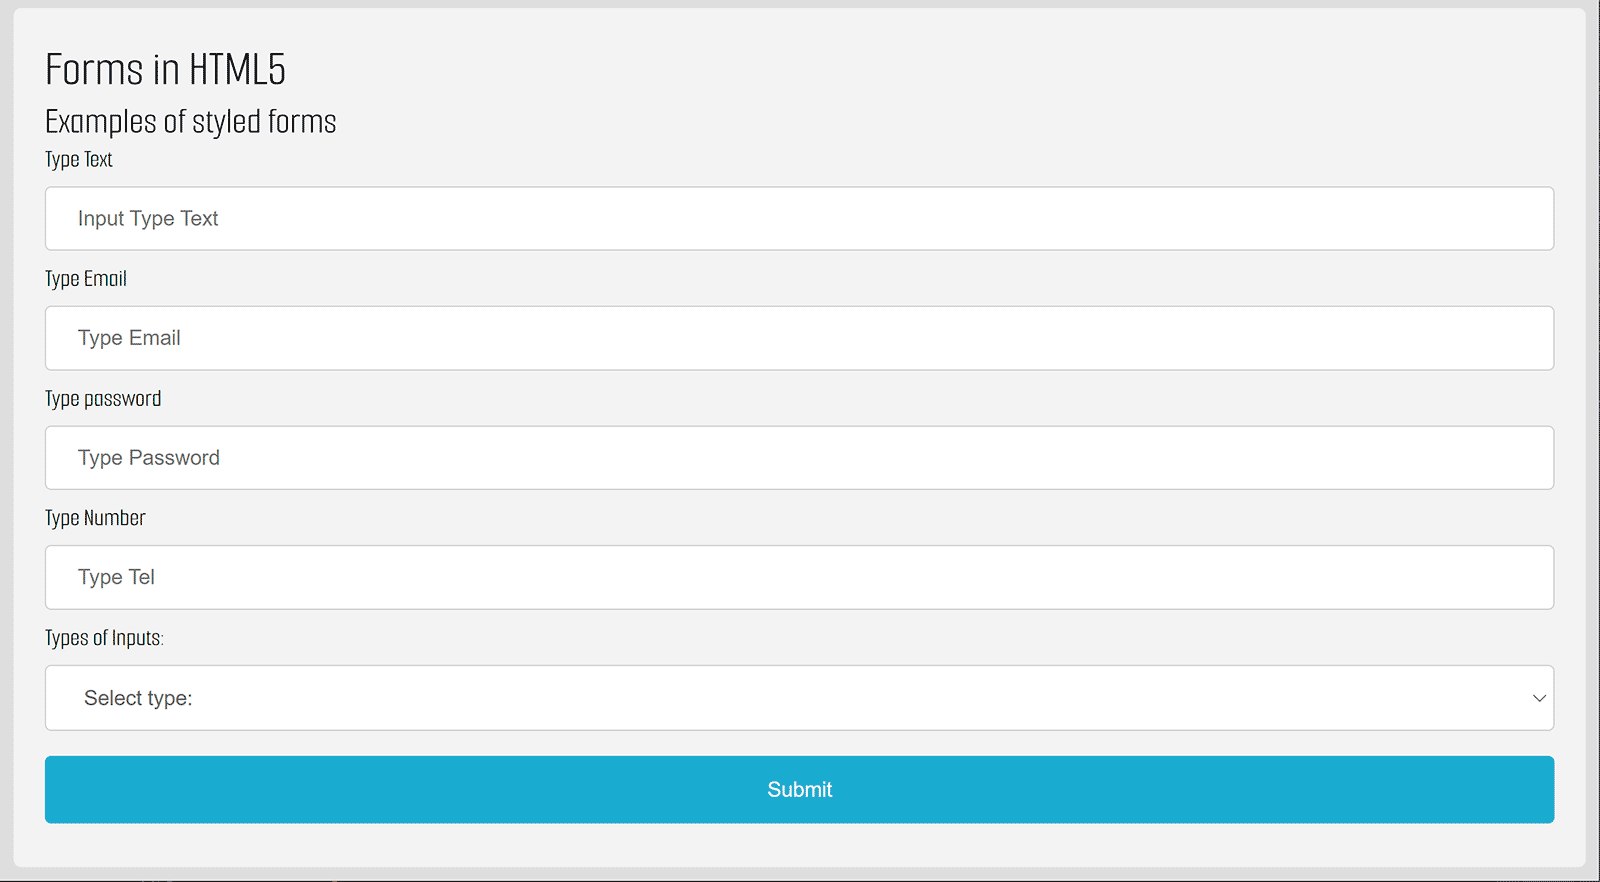 Forms in HTML5
Examples of styled forms
Type Text
Input Type Text
Type Email
Type Email
Type password
Type Password
Type Number
Type Tel
Types of Inputs:
Select type:
Submit